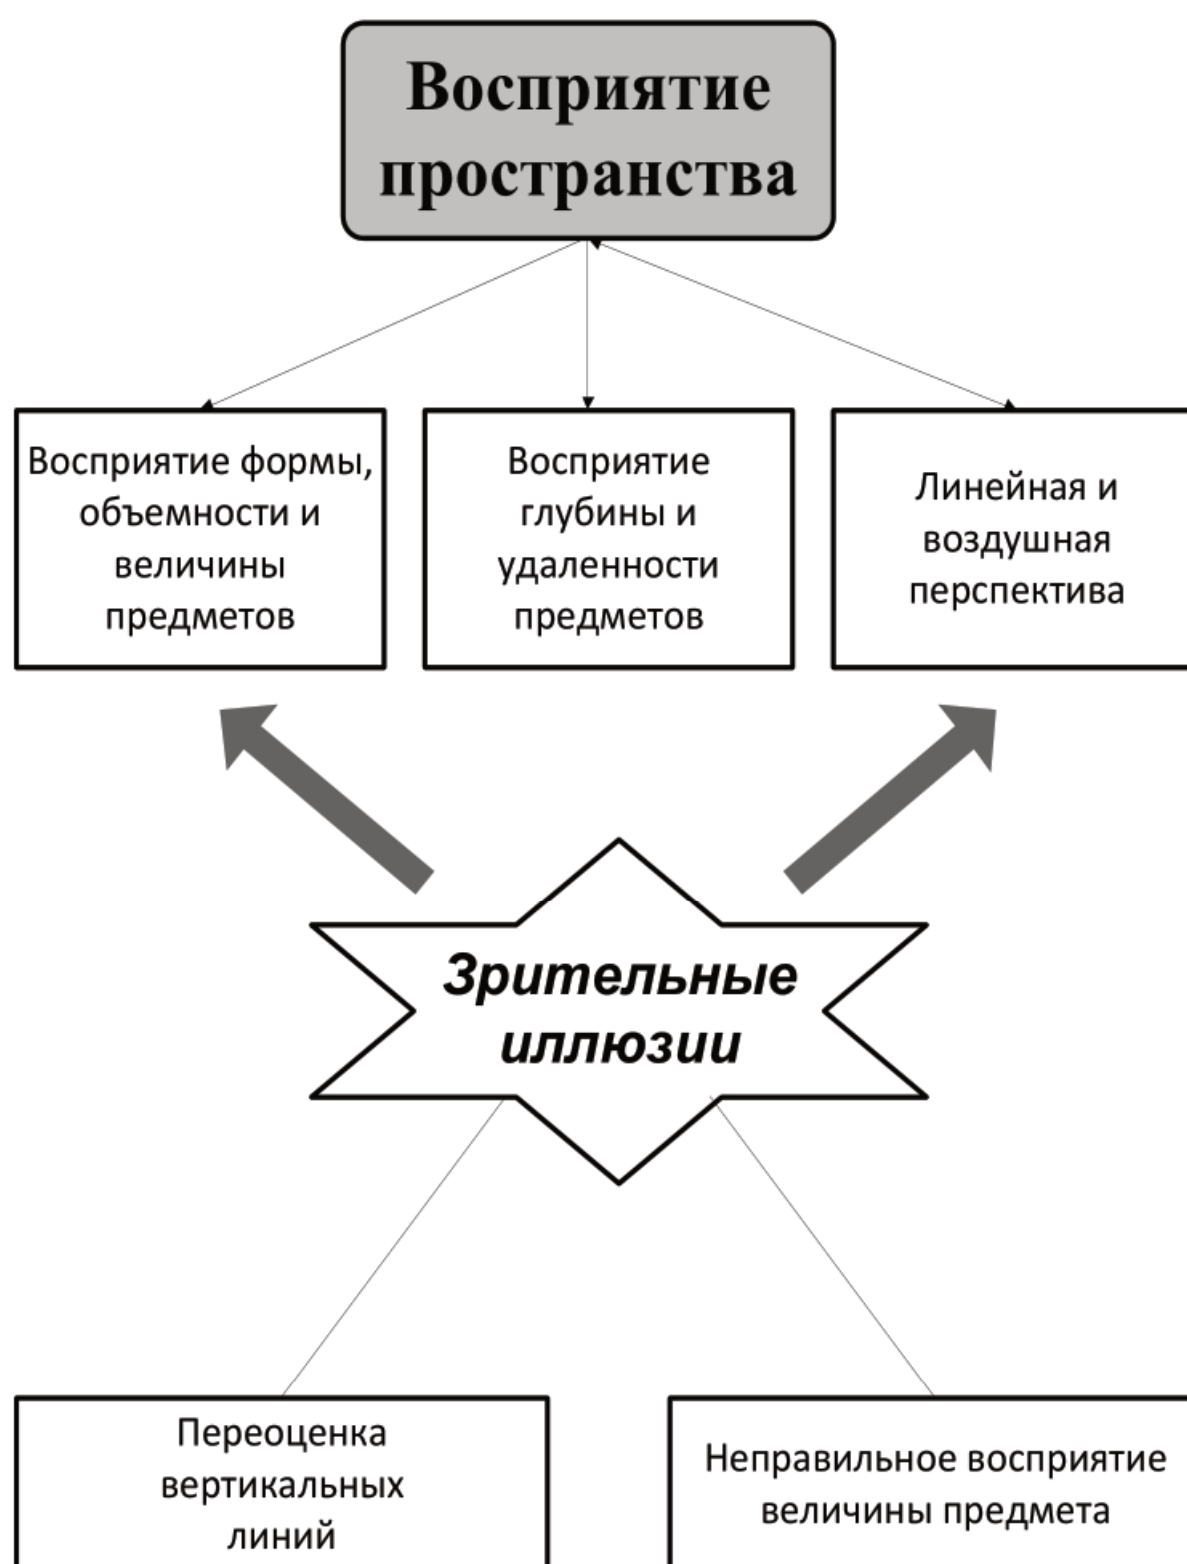 Восприятие
пространства
Восприятие формы,
объемности и
величины
предметов
Восприятие
глубины и
удаленности
предметов
Линейная и
воздушная
перспектива
Зрительные
иллюзии
Переоценка
вертикальных
линий
Неправильное восприятие
величины предмета